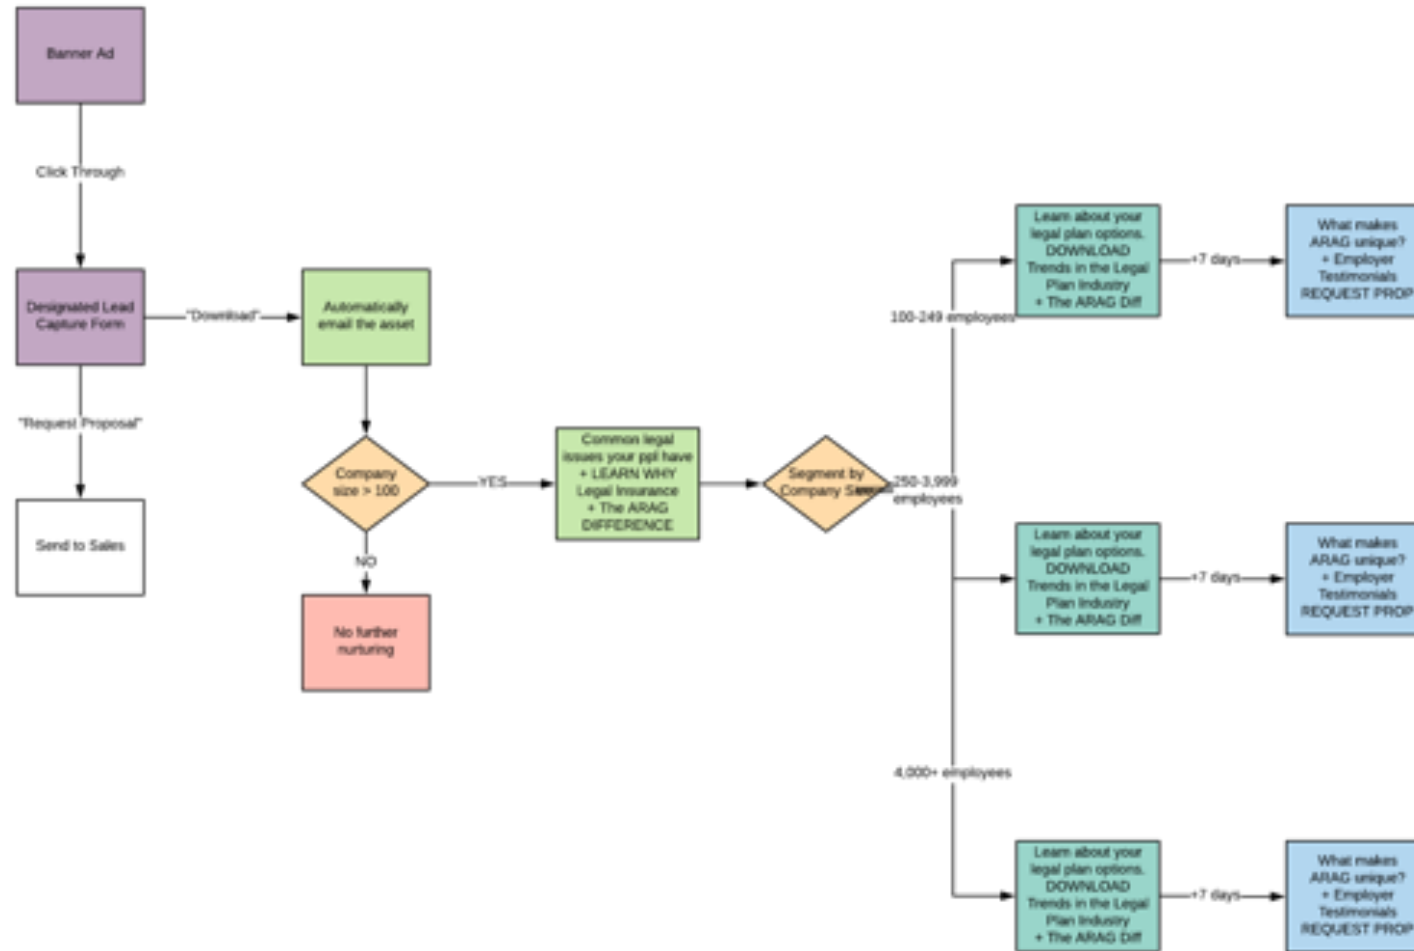 Banner Ad
Click Through
Designated Lead
Capture Form
"Download"
Automatically
email the asset
"Request Proposal"
Send to Sales
Company
size > 100
YES
NO
No further
nurturing
Common legal
issues your ppl have
+ LEARN WHY
Legal Insurance
+ The ARAG
DIFFERENCE
Segment by
Company
250-3,999
employees
100-249 employees
4,000+ employees
Learn about your
legal plan options.
DOWNLOAD
Trends in the Legal
Plan Industry
+ The ARAG Diff
+7 days
What makes
ARAG unique?
+ Employer
Testimonials
REQUEST PROP
Learn about your
legal plan options.
DOWNLOAD
Trends in the Legal
Plan Industry
+ The ARAG Diff
+7 days
What makes
ARAG unique?
+ Employer
Testimonials
REQUEST PROP
Learn about your
legal plan options.
DOWNLOAD
Trends in the Legal
Plan Industry
+ The ARAG Diff
+7 days
What makes
ARAG unique?
+ Employer
Testimonials
REQUEST PROP